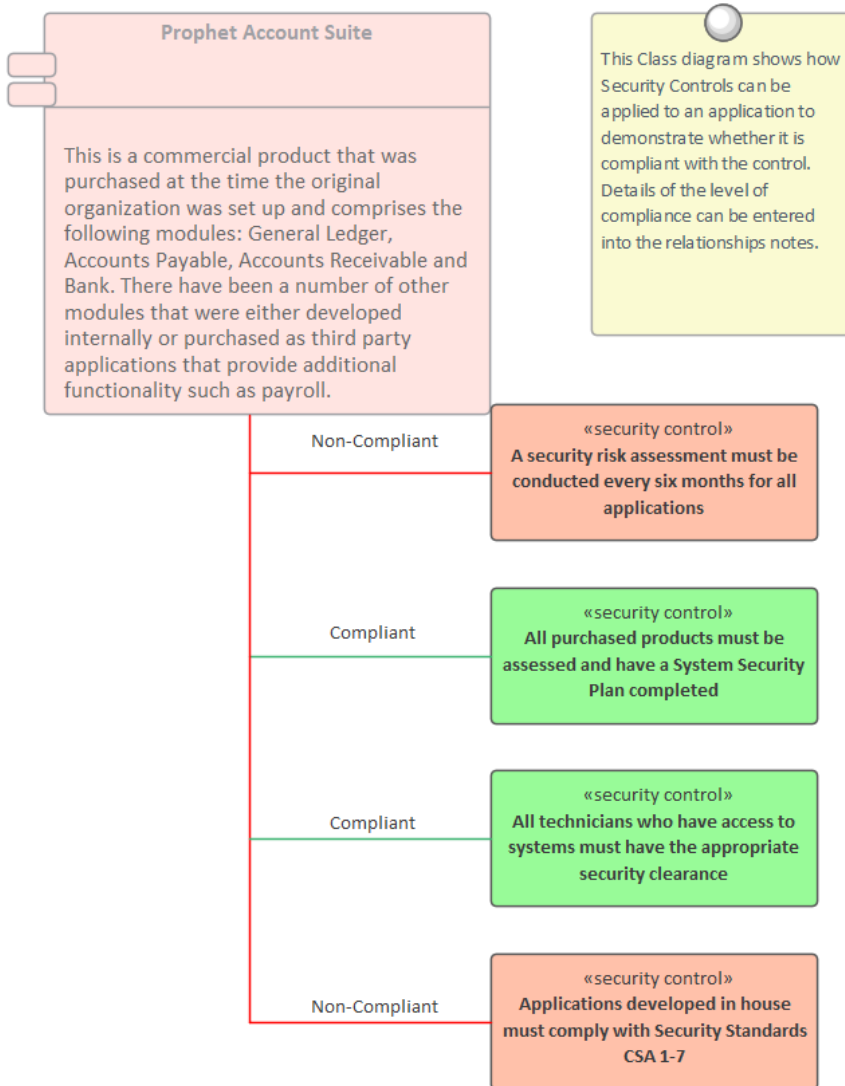 Prophet Account Suite
This is a commercial product that was
purchased at the time the original
organization was set up and comprises the
following modules: General Ledger,
Accounts Payable, Accounts Receivable and
Bank. There have been a number of other
modules that were either developed
internally or purchased as third party
applications that provide additional
functionality such as payroll.
This Class diagram shows how
Security Controls can be
applied to an application to
demonstrate whether it is
compliant with the control.
Details of the level of
compliance can be entered
into the relationships notes.
Non-Compliant
«security control»
A security risk assessment must be
conducted every six months for all
applications
Compliant
«security control»
All purchased products must be
assessed and have a System Security
Plan completed
Compliant
«security control»
All technicians who have access to
systems must have the appropriate
security clearance
Non-Compliant
«security control»
Applications developed in house
must comply with Security Standards
CSA 1-7